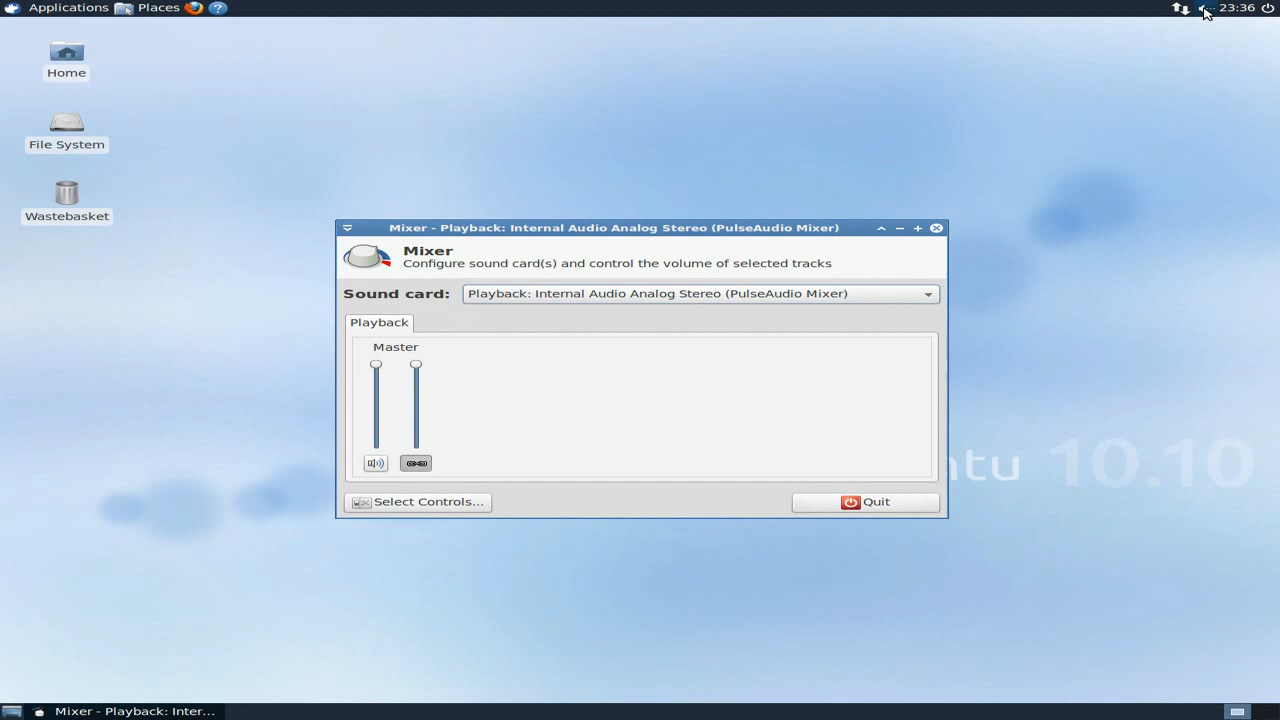 Applications Places 23:36
Home
File System
Wastebasket
Mixer - Playback: Internal Audio Analog Stereo (PulseAudio Mixer)
Mixer
Configure sound card(s) and control the volume of selected tracks
Sound card: Playback: Internal Audio Analog Stereo (PulseAudio Mixer)
Playback
Master
ntu 10.10
Select Controls... Quit
Mixer - Playback: Inter...